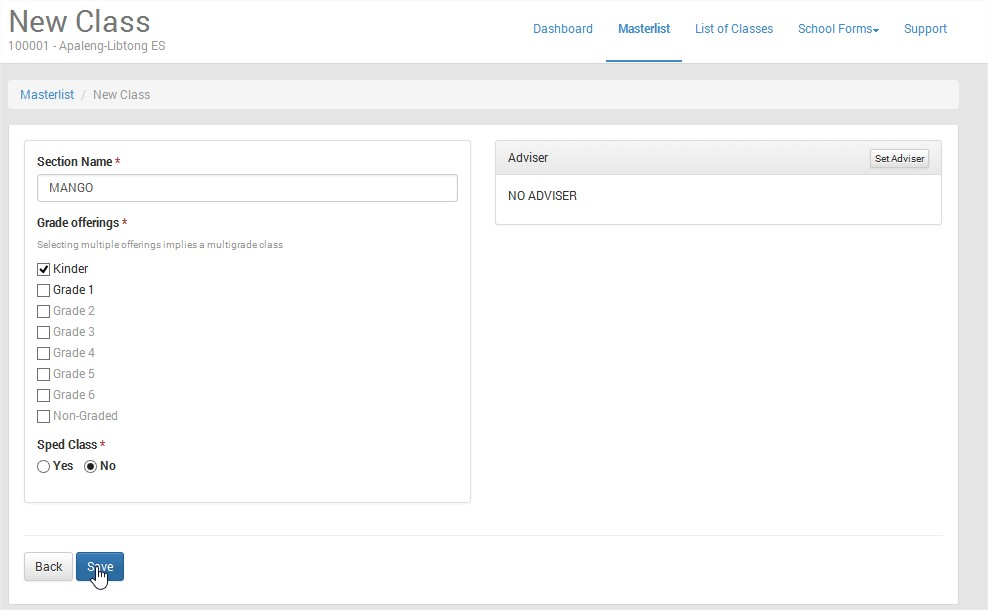 New Class
100001 - Apaleng-Libtong ES
Dashboard Masterlist List of Classes School Forms Support
Masterlist / New Class
Section Name *
MANGO
Grade offerings *
Selecting multiple offerings implies a multigrade class
Kinder
Grade 1
Grade 2
Grade 3
Grade 4
Grade 5
Grade 6
Non-Graded
Sped Class *
Yes No
Adviser Set Adviser
NO ADVISER
Back Save